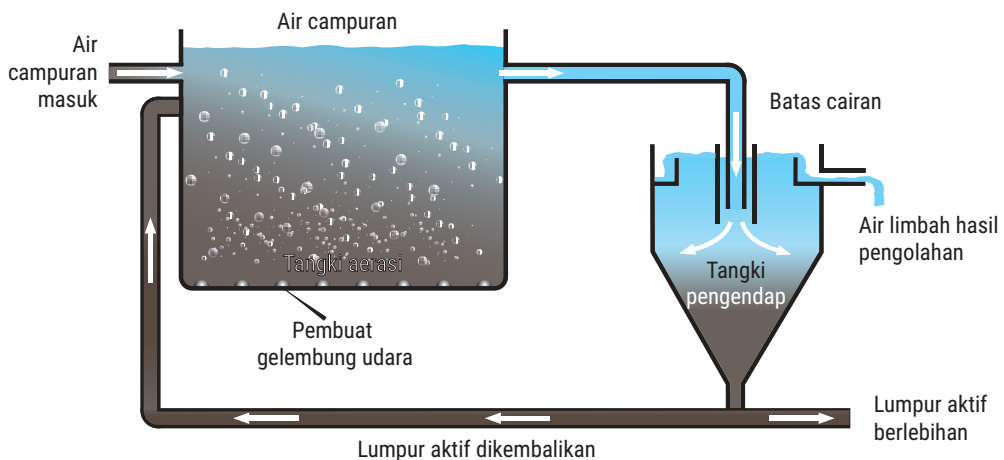 Air campuran
Air
campuran
masuk
Batas cairan
Air limbah hasil
pengolahan
Tangki aerasi
Tangki
pengendap
Pembuat
gelembung udara
Lumpur aktif
berlebihan
Lumpur aktif dikembalikan